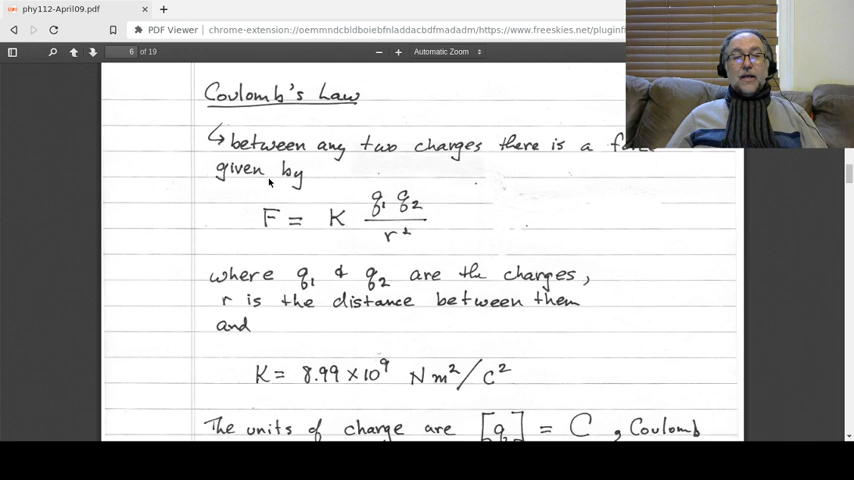 phy112-April09.pdf
PDF Viewer | chrome-extension://oemmndcbldboiebfnladdacbdfmadadm/https://www.freeskies.net/pluginfi
6 of 19
Automatic Zoom
Coulomb's Law
↳ between any two charges there is a force
given by
F = K q1 q2 / r²
where q1 & q2 are the charges,
r is the distance between them
and
K = 8.99 × 10⁹ N m²/C²
The units of charge are [q] = C, Coulomb